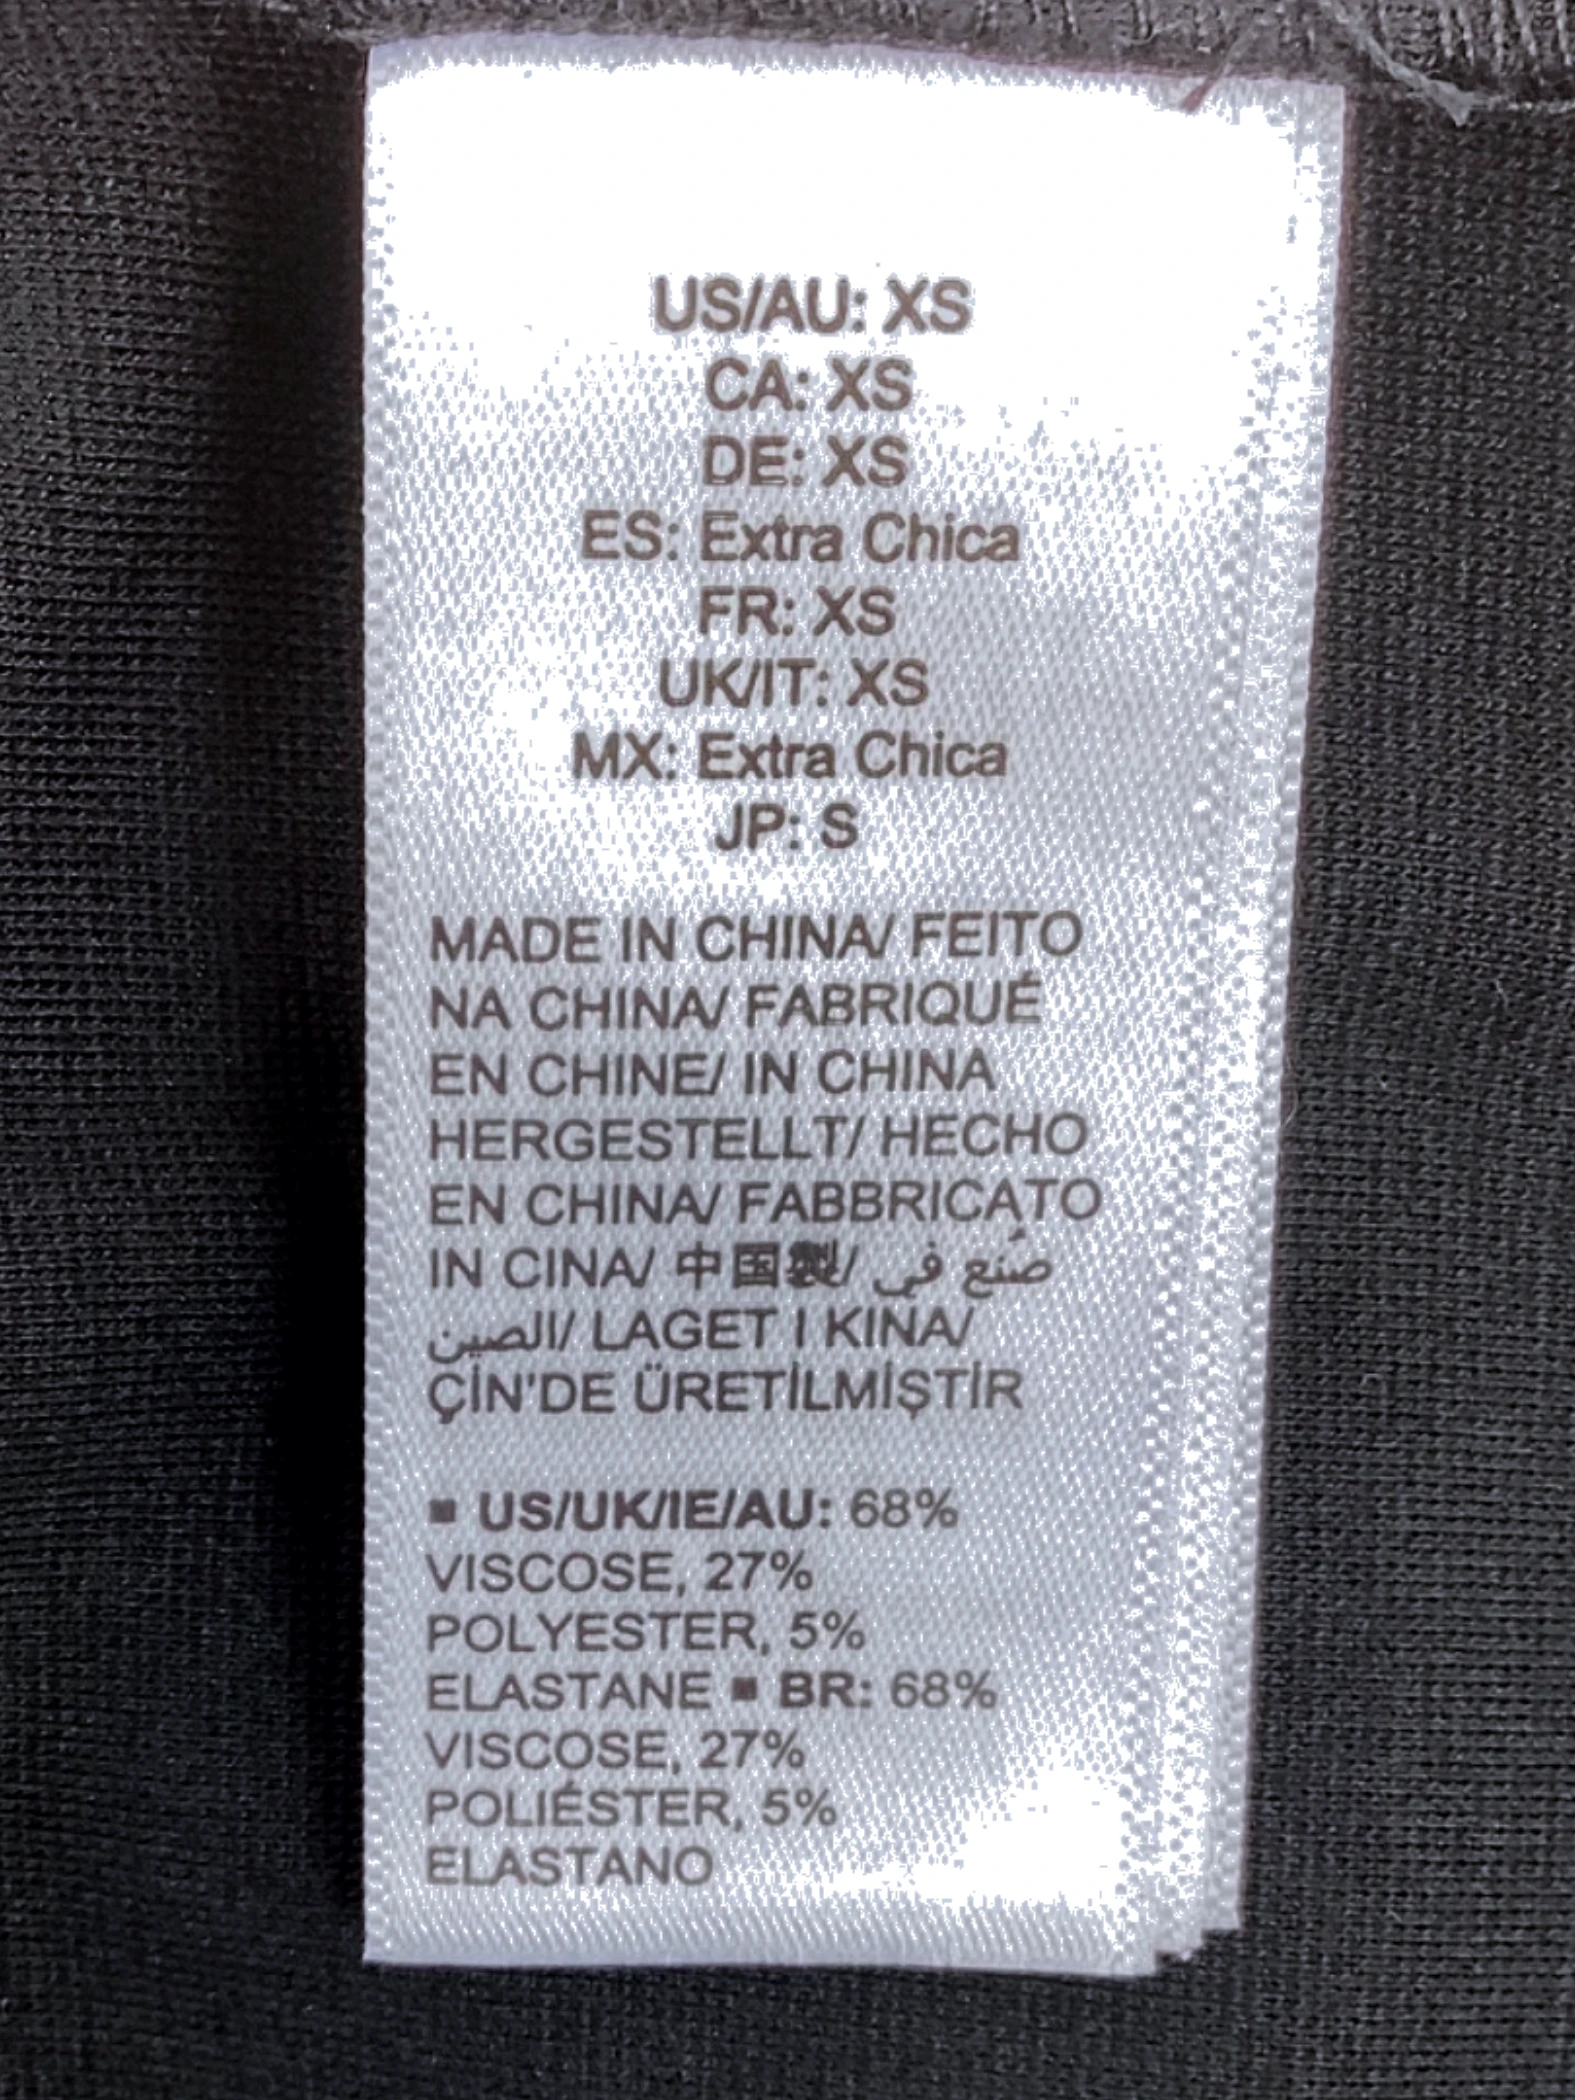 US/AU: XS
CA: XS
DE: XS
ES: Extra Chica
FR: XS
UK/IT: XS
MX: Extra Chica
JP: S
MADE IN CHINA/ FEITO
NA CHINA/ FABRIQUÉ
EN CHINE/ IN CHINA
HERGESTELLT/ HECHO
EN CHINA/ FABBRICATO
IN CINA/ 中国製/ صُنع في
الصين/ LAGET I KINA/
ÇİN'DE ÜRETİLMİŞTİR
▪ US/UK/IE/AU: 68%
VISCOSE, 27%
POLYESTER, 5%
ELASTANE ▪ BR: 68%
VISCOSE, 27%
POLIÉSTER, 5%
ELASTANO